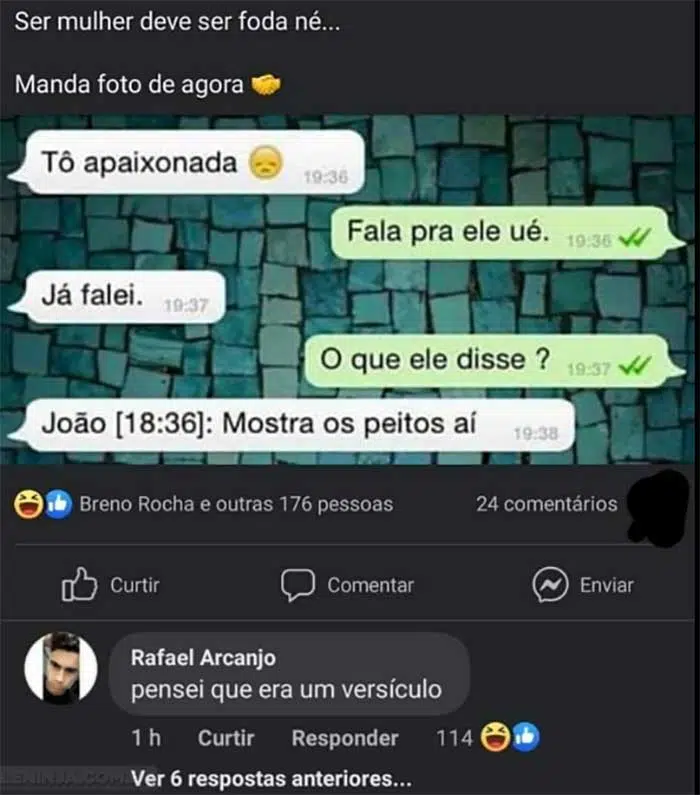 Ser mulher deve ser foda né...
Manda foto de agora 🤝
Tô apaixonada 😞 19:36
Fala pra ele ué. 19:36
Já falei. 19:37
O que ele disse ? 19:37
João [18:36]: Mostra os peitos aí 19:38
Breno Rocha e outras 176 pessoas 24 comentários
Curtir Comentar Enviar
Rafael Arcanjo
pensei que era um versículo
1 h Curtir Responder 114
Ver 6 respostas anteriores...